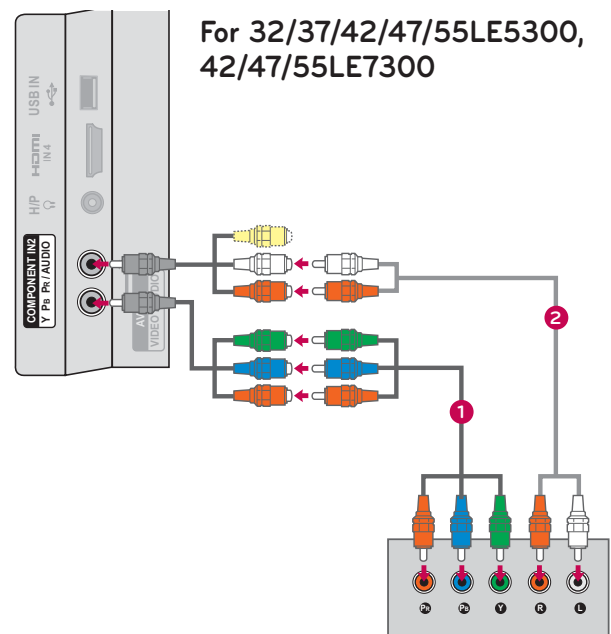 For 32/37/42/47/55LE5300,
42/47/55LE7300
USB IN
HDMI
IN 4
H/P
COMPONENT IN2
Y PB PR / AUDIO
VIDEO
2
1
PR PB Y R L